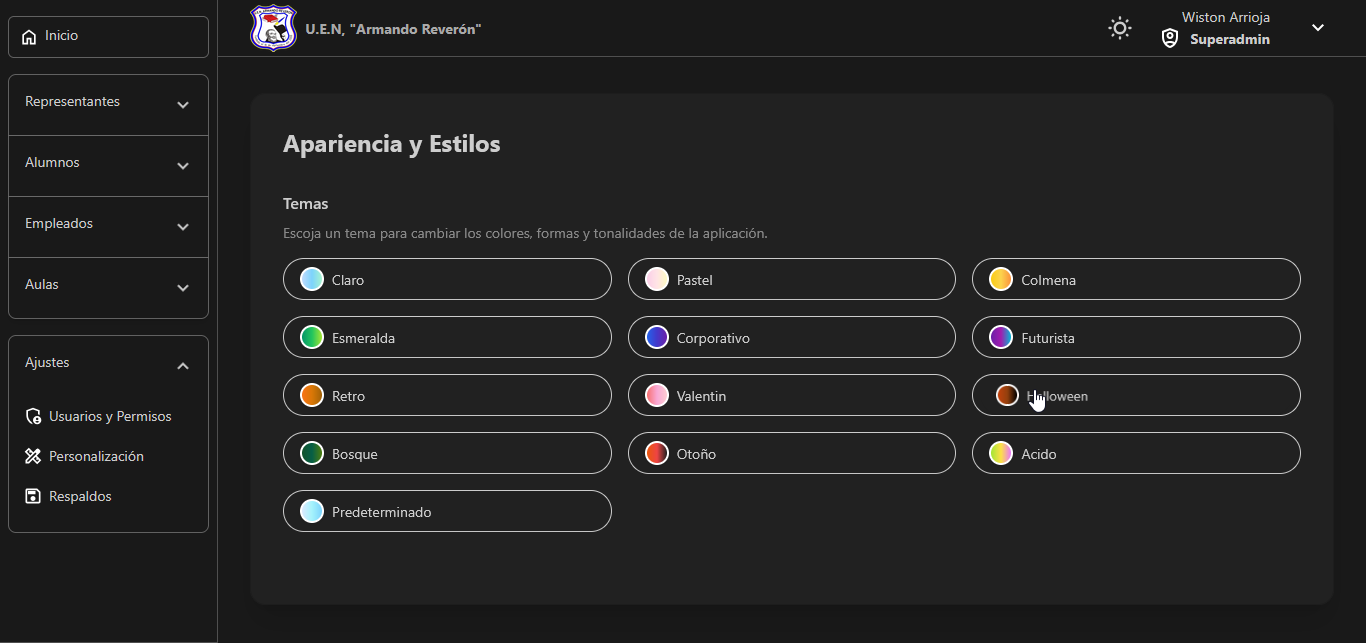 Inicio
Representantes
Alumnos
Empleados
Aulas
Ajustes
Usuarios y Permisos
Personalización
Respaldos
U.E.N, "Armando Reverón"
Wiston Arrioja
Superadmin
Apariencia y Estilos
Temas
Escoja un tema para cambiar los colores, formas y tonalidades de la aplicación.
Claro
Pastel
Colmena
Esmeralda
Corporativo
Futurista
Retro
Valentin
Halloween
Bosque
Otoño
Acido
Predeterminado